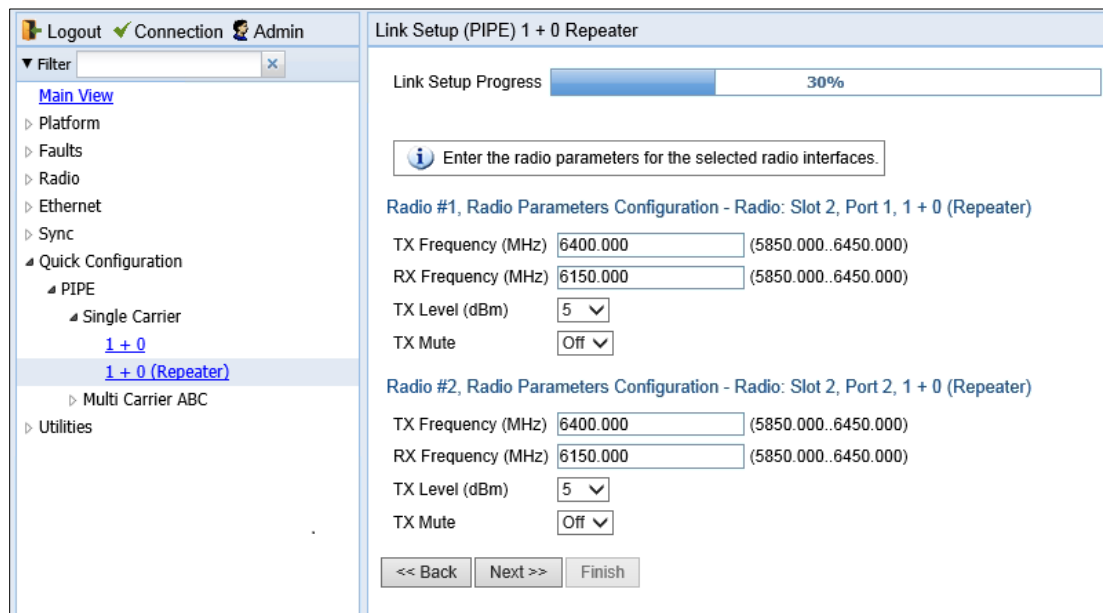 Logout Connection Admin
Filter
Main View
Platform
Faults
Radio
Ethernet
Sync
Quick Configuration
PIPE
Single Carrier
1 + 0
1 + 0 (Repeater)
Multi Carrier ABC
Utilities
Link Setup (PIPE) 1 + 0 Repeater
Link Setup Progress 30%
Enter the radio parameters for the selected radio interfaces.
Radio #1, Radio Parameters Configuration - Radio: Slot 2, Port 1, 1 + 0 (Repeater)
TX Frequency (MHz) 6400.000 (5850.000..6450.000)
RX Frequency (MHz) 6150.000 (5850.000..6450.000)
TX Level (dBm) 5
TX Mute Off
Radio #2, Radio Parameters Configuration - Radio: Slot 2, Port 2, 1 + 0 (Repeater)
TX Frequency (MHz) 6400.000 (5850.000..6450.000)
RX Frequency (MHz) 6150.000 (5850.000..6450.000)
TX Level (dBm) 5
TX Mute Off
<< Back Next >> Finish